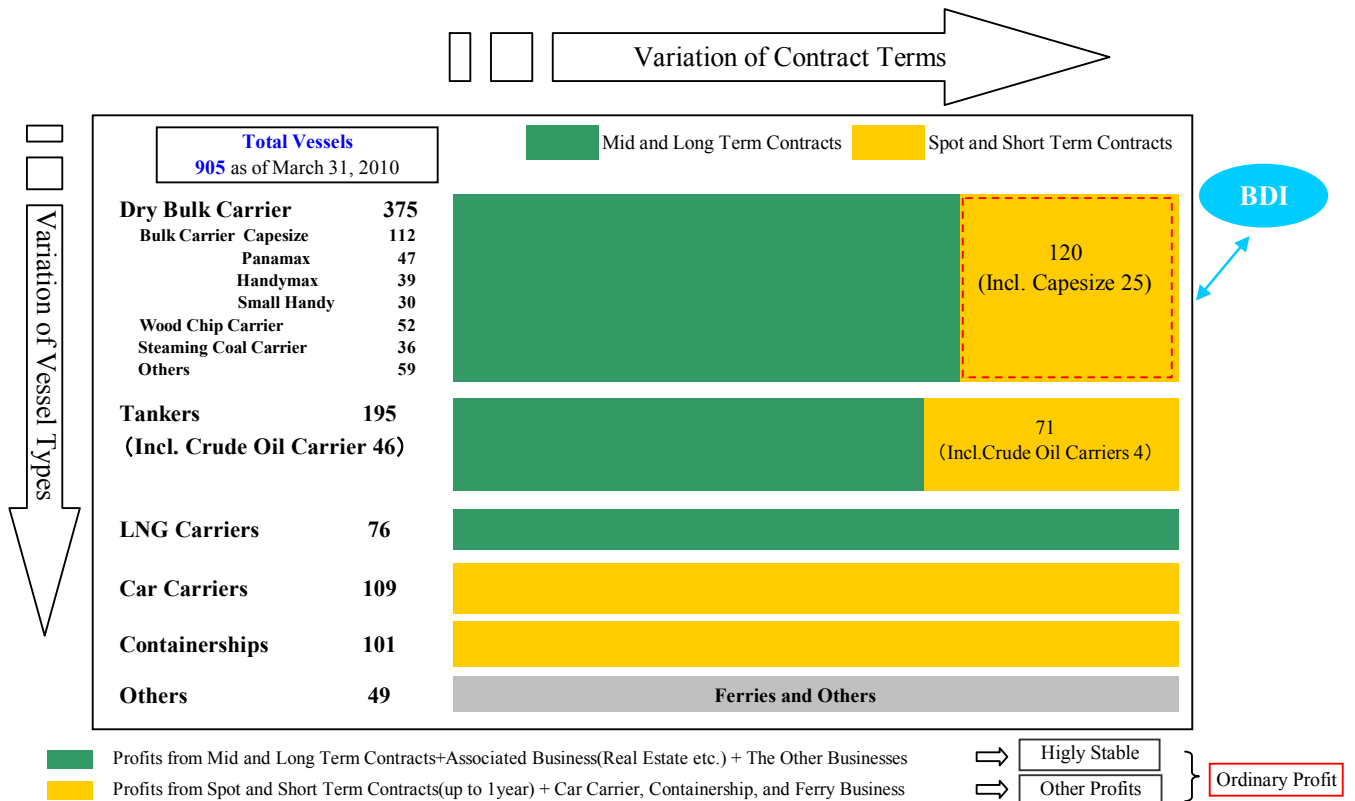 Variation of Contract Terms
Total Vessels
905 as of March 31, 2010
Mid and Long Term Contracts
Spot and Short Term Contracts
BDI
Variation of Vessel Types
Dry Bulk Carrier 375
Bulk Carrier Capesize 112
Panamax 47
Handymax 39
Small Handy 30
Wood Chip Carrier 52
Steaming Coal Carrier 36
Others 59
120
(Incl. Capesize 25)
Tankers 195
（Incl. Crude Oil Carrier 46）
71
（Incl.Crude Oil Carriers 4）
LNG Carriers 76
Car Carriers 109
Containerships 101
Others 49
Ferries and Others
Profits from Mid and Long Term Contracts+Associated Business(Real Estate etc.) + The Other Businesses
Higly Stable
Profits from Spot and Short Term Contracts(up to 1year) + Car Carrier, Containership, and Ferry Business
Other Profits
Ordinary Profit